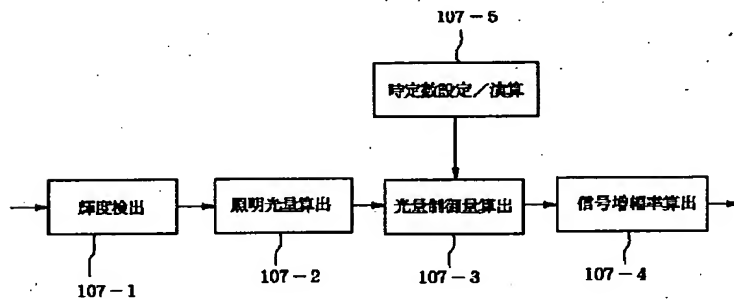 107-5
時定数設定/演算
輝度検出
照明光量算出
光量制御量算出
信号増幅率算出
107-1
107-2
107-3
107-4